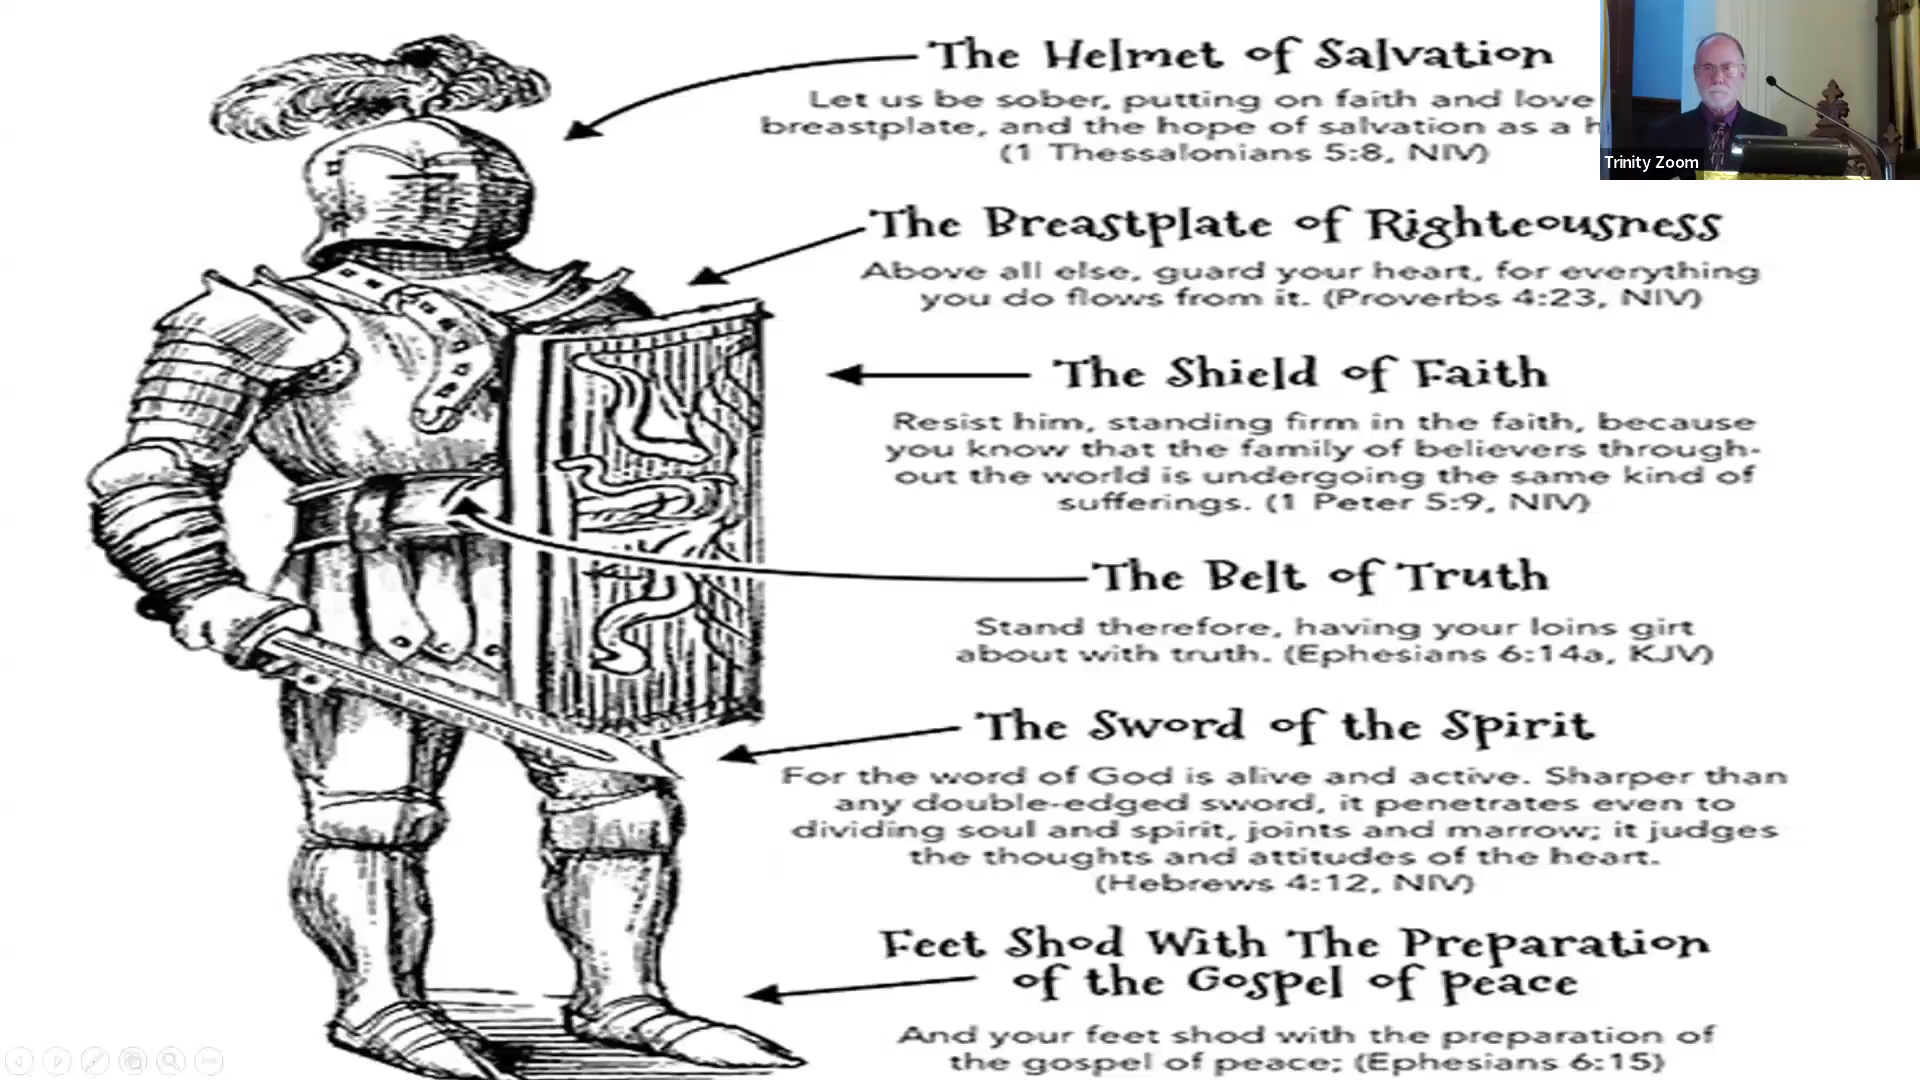 The Helmet of Salvation
Let us be sober, putting on faith and love
breastplate, and the hope of salvation as a
(1 Thessalonians 5:8, NIV)
Trinity Zoom
The Breastplate of Righteousness
Above all else, guard your heart, for everything
you do flows from it. (Proverbs 4:23, NIV)
The Shield of Faith
Resist him, standing firm in the faith, because
you know that the family of believers through-
out the world is undergoing the same kind of
sufferings. (1 Peter 5:9, NIV)
The Belt of Truth
Stand therefore, having your loins girt
about with truth. (Ephesians 6:14a, KJV)
The Sword of the Spirit
For the word of God is alive and active. Sharper than
any double-edged sword, it penetrates even to
dividing soul and spirit, joints and marrow; it judges
the thoughts and attitudes of the heart.
(Hebrews 4:12, NIV)
Feet Shod With The Preparation
of the Gospel of Peace
And your feet shod with the preparation of
the gospel of peace; (Ephesians 6:15)